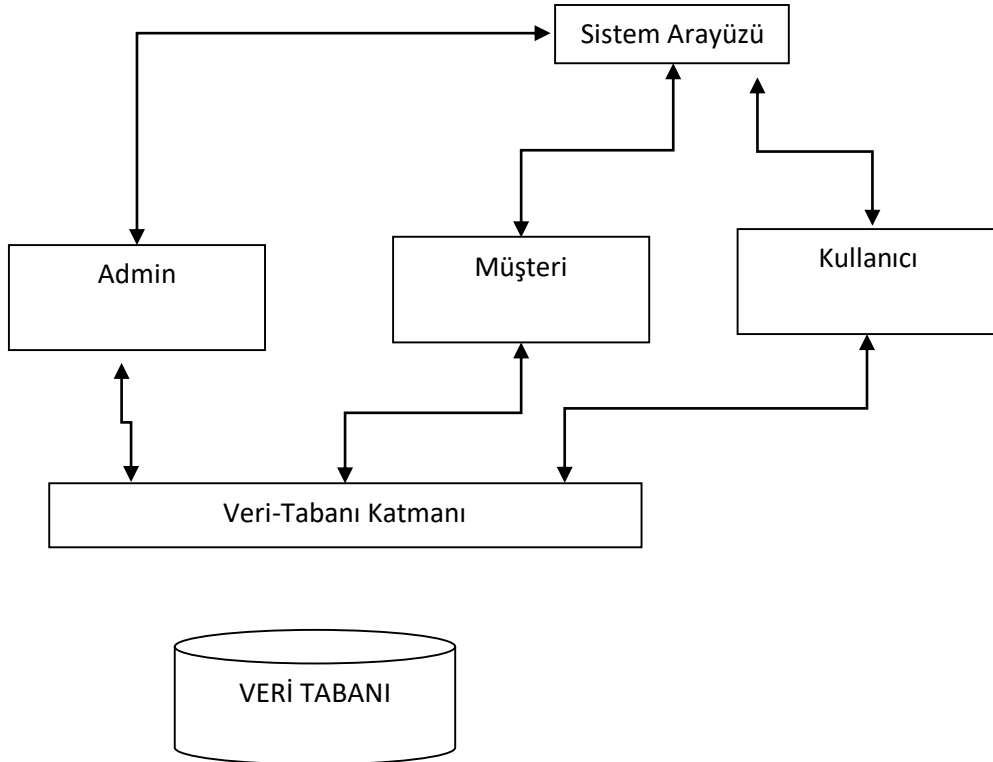 Sistem Arayüzü
Admin
Müşteri
Kullanıcı
Veri-Tabanı Katmanı
VERİ TABANI